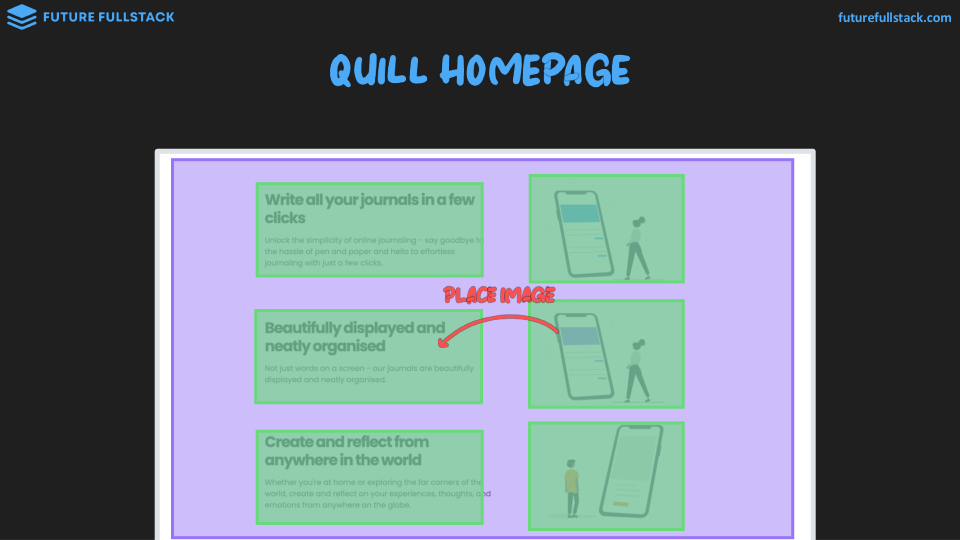 FUTURE FULLSTACK
futurefullstack.com
QUILL HOMEPAGE
Write all your journals in a few
clicks
Unlock the simplicity of online journaling - say goodbye to
the hassle of pen and paper and hello to effortless
journaling with just a few clicks.
PLACE IMAGE
Beautifully displayed and
neatly organised
Not just words on a screen - our journals are beautifully
displayed and neatly organised.
Create and reflect from
anywhere in the world
Whether you're at home or exploring the far corners of the
world, create and reflect on your experiences, thoughts, and
emotions from anywhere on the globe.